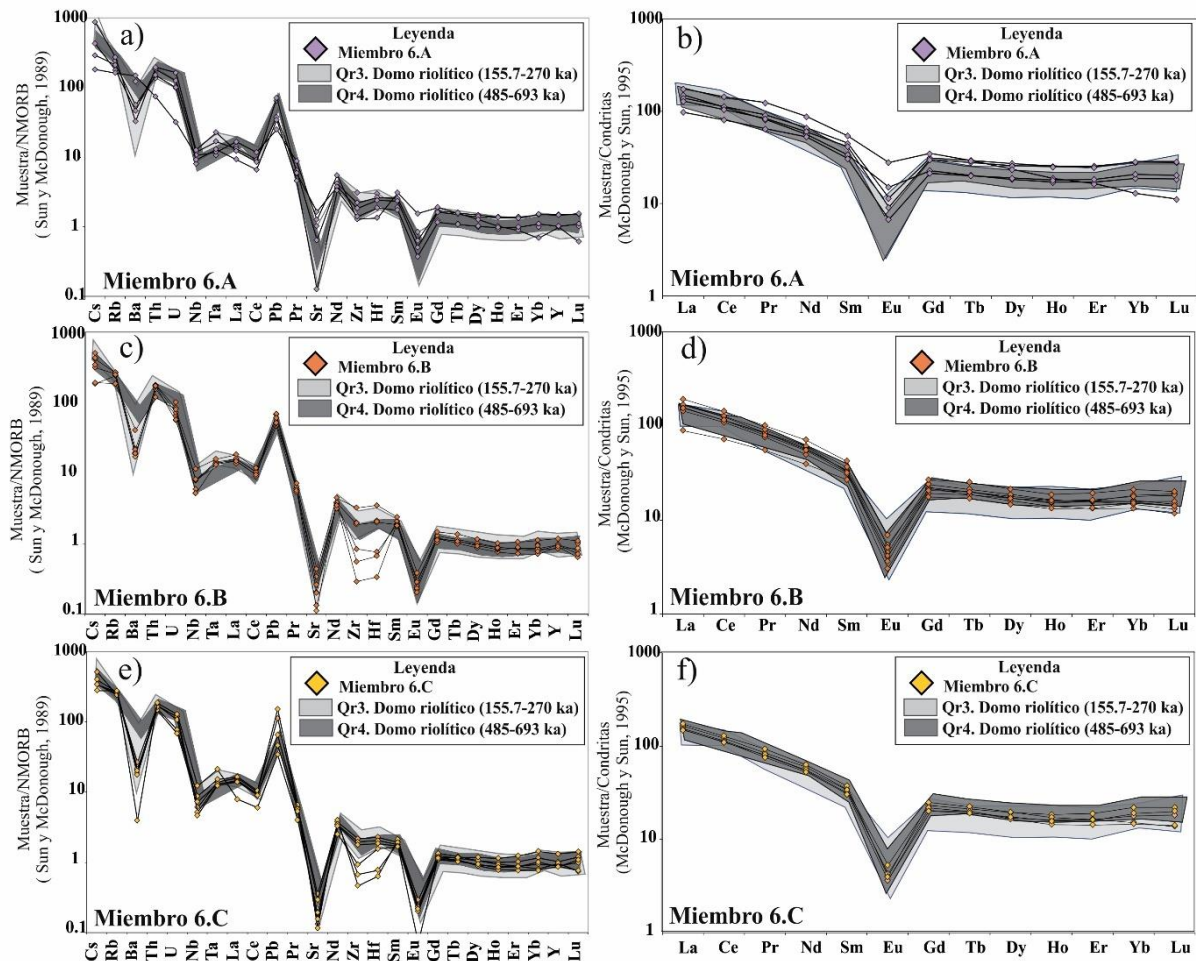 a)
1000
100
10
1
0.1
Muestra/NMORB
( Sun y McDonough, 1989)
Leyenda
Miembro 6.A
Qr3. Domo riolítico (155.7-270 ka)
Qr4. Domo riolítico (485-693 ka)
Miembro 6.A
Cs Rb Ba Th U Nb Ta La Ce Pb Pr Sr Nd Zr Hf Sm Eu Gd Tb Dy Ho Er Yb Y Lu
b)
1000
100
10
1
Muestra/Condritas
(McDonough y Sun, 1995)
Leyenda
Miembro 6.A
Qr3. Domo riolítico (155.7-270 ka)
Qr4. Domo riolítico (485-693 ka)
Miembro 6.A
La Ce Pr Nd Sm Eu Gd Tb Dy Ho Er Yb Lu
c)
1000
100
10
1
0.1
Muestra/NMORB
( Sun y McDonough, 1989)
Leyenda
Miembro 6.B
Qr3. Domo riolítico (155.7-270 ka)
Qr4. Domo riolítico (485-693 ka)
Miembro 6.B
Cs Rb Ba Th U Nb Ta La Ce Pb Pr Sr Nd Zr Hf Sm Eu Gd Tb Dy Ho Er Yb Y Lu
d)
1000
100
10
1
Muestra/Condritas
(McDonough y Sun, 1995)
Leyenda
Miembro 6.B
Qr3. Domo riolítico (155.7-270 ka)
Qr4. Domo riolítico (485-693 ka)
Miembro 6.B
La Ce Pr Nd Sm Eu Gd Tb Dy Ho Er Yb Lu
e)
1000
100
10
1
0.1
Muestra/NMORB
( Sun y McDonough, 1989)
Leyenda
Miembro 6.C
Qr3. Domo riolítico (155.7-270 ka)
Qr4. Domo riolítico (485-693 ka)
Miembro 6.C
Cs Rb Ba Th U Nb Ta La Ce Pb Pr Sr Nd Zr Hf Sm Eu Gd Tb Dy Ho Er Yb Y Lu
f)
1000
100
10
1
Muestra/Condritas
(McDonough y Sun, 1995)
Leyenda
Miembro 6.C
Qr3. Domo riolítico (155.7-270 ka)
Qr4. Domo riolítico (485-693 ka)
Miembro 6.C
La Ce Pr Nd Sm Eu Gd Tb Dy Ho Er Yb Lu